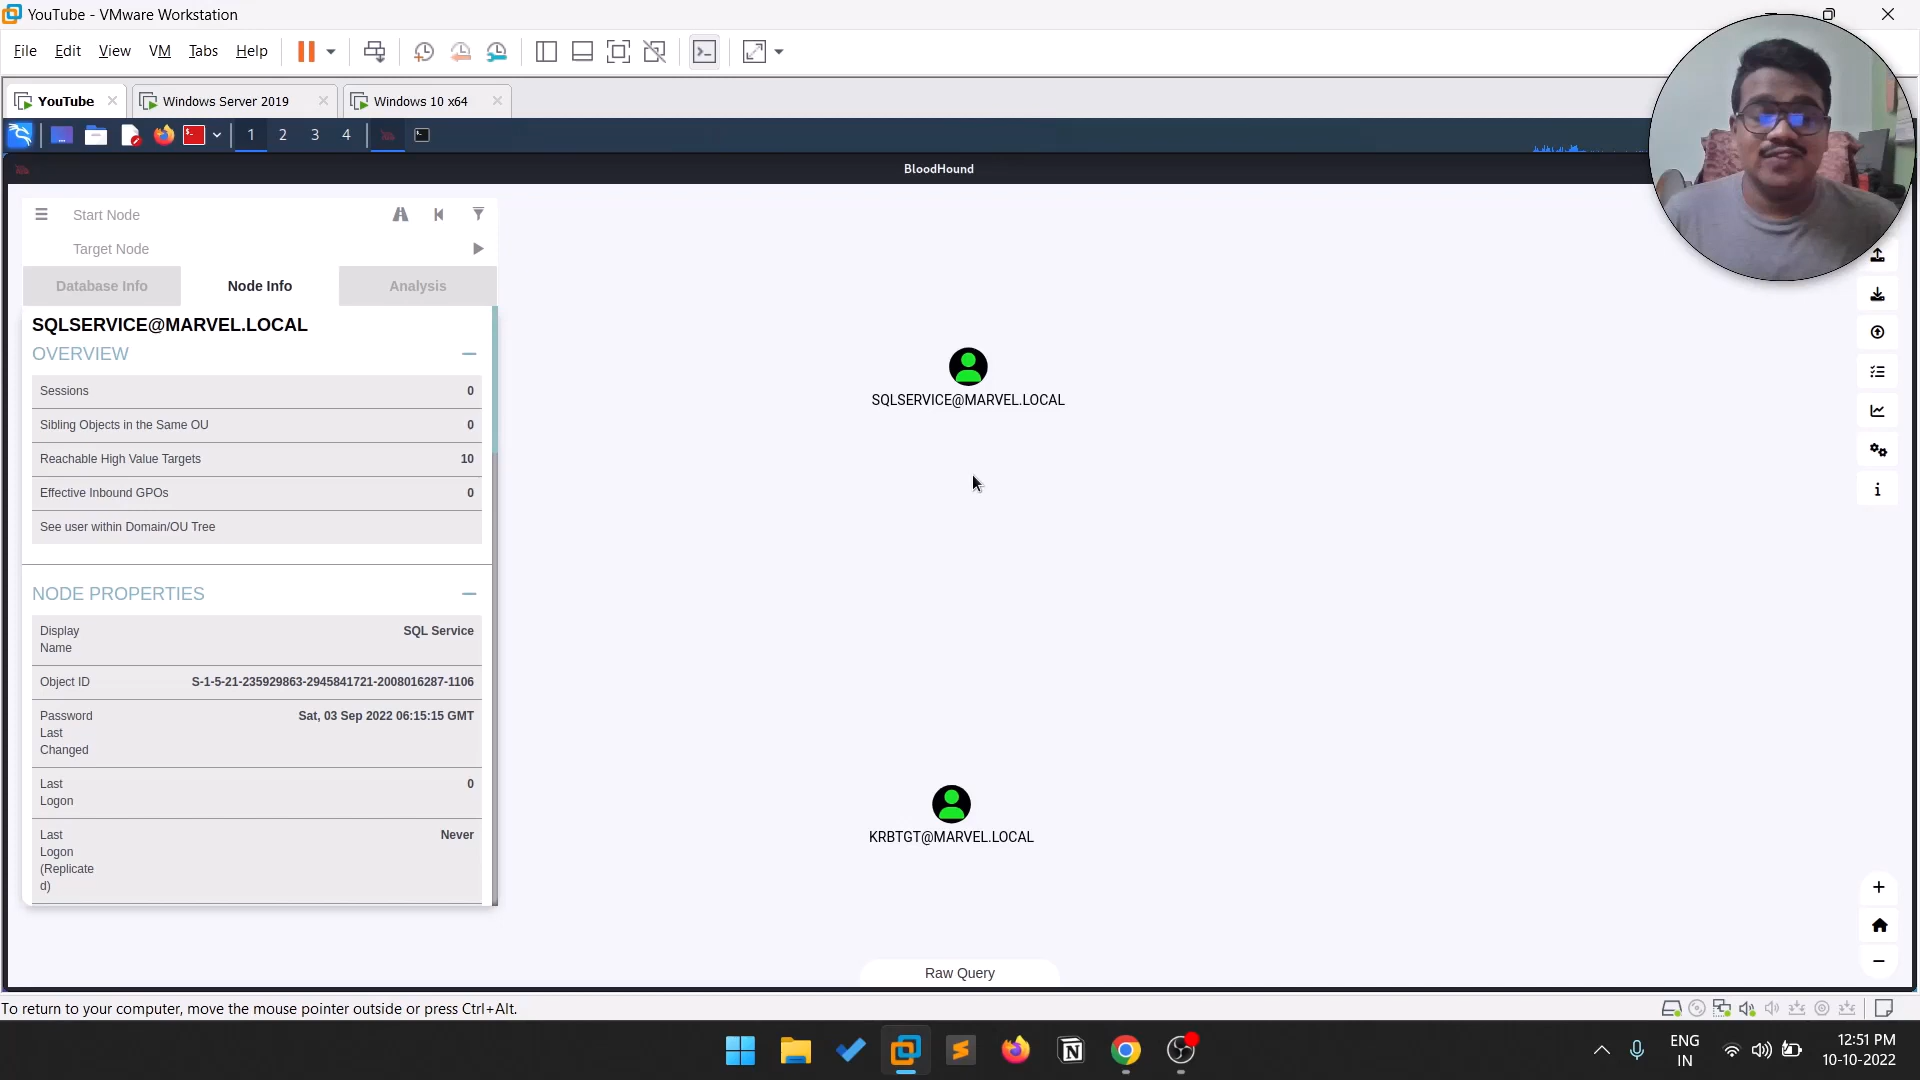 YouTube - VMware Workstation
File Edit View VM Tabs Help
YouTube Windows Server 2019 Windows 10 x64
1 2 3 4
BloodHound
Start Node
Target Node
Database Info Node Info Analysis
SQLSERVICE@MARVEL.LOCAL
OVERVIEW
Sessions 0
Sibling Objects in the Same OU 0
Reachable High Value Targets 10
Effective Inbound GPOs 0
See user within Domain/OU Tree
NODE PROPERTIES
Display
Name
SQL Service
Object ID S-1-5-21-235929863-2945841721-2008016287-1106
Password
Last
Changed
Sat, 03 Sep 2022 06:15:15 GMT
Last
Logon
0
Last
Logon
(Replicate
d)
Never
SQLSERVICE@MARVEL.LOCAL
KRBTGT@MARVEL.LOCAL
Raw Query
To return to your computer, move the mouse pointer outside or press Ctrl+Alt.
ENG
IN
12:51 PM
10-10-2022